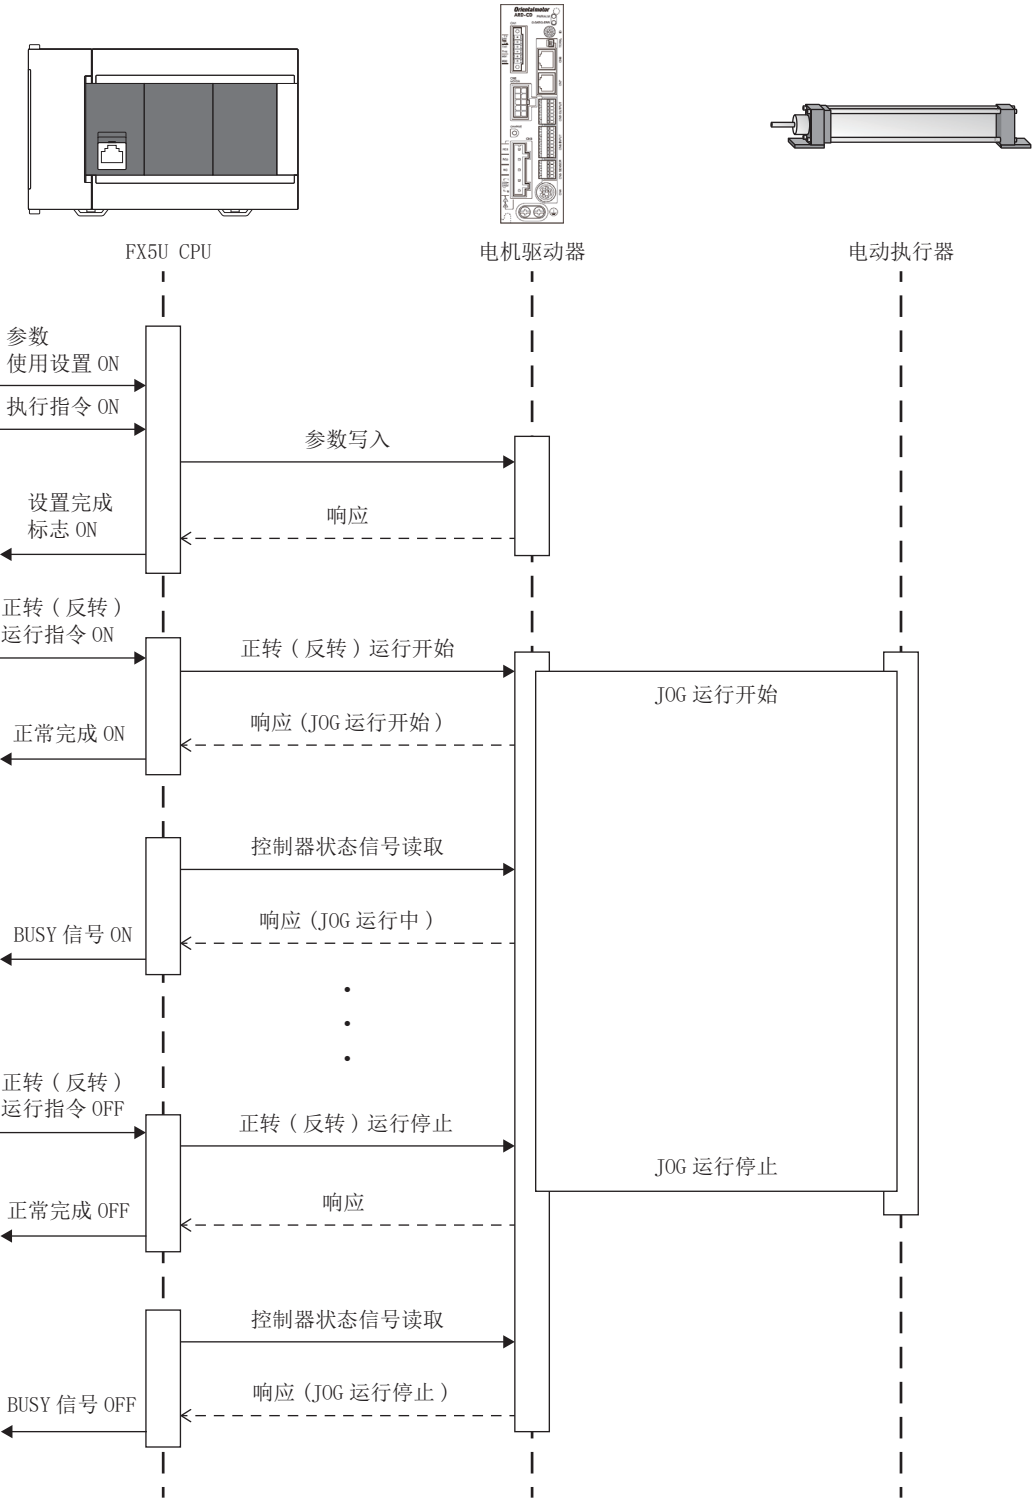 Orientalmotor
ARD-CD
FX5U CPU
电机驱动器
电动执行器
参数
使用设置 ON
执行指令 ON
参数写入
设置完成
标志 ON
响应
正转（反转）
运行指令 ON
正转（反转）运行开始
JOG 运行开始
响应（JOG 运行开始）
正常完成 ON
控制器状态信号读取
响应（JOG 运行中）
BUSY 信号 ON
正转（反转）
运行指令 OFF
正转（反转）运行停止
JOG 运行停止
响应
正常完成 OFF
控制器状态信号读取
响应（JOG 运行停止）
BUSY 信号 OFF